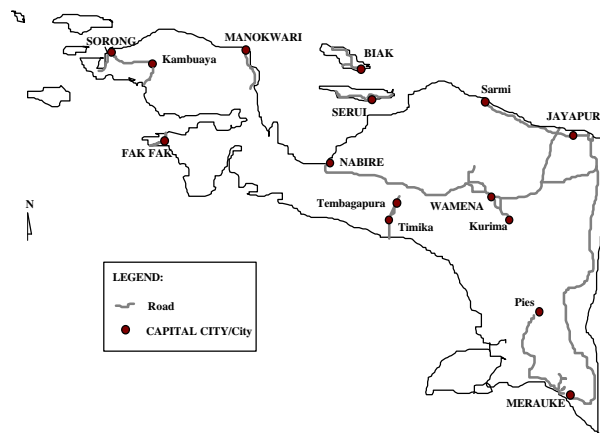 MANOKWARI
SORONG
BIAK
Kambuaya
Sarmi
SERUI
JAYAPUR
FAK FAK
NABIRE
Tembagapura
WAMENA
N
Timika
Kurima
LEGEND:
Road
Pies
CAPITAL CITY/City
MERAUKE